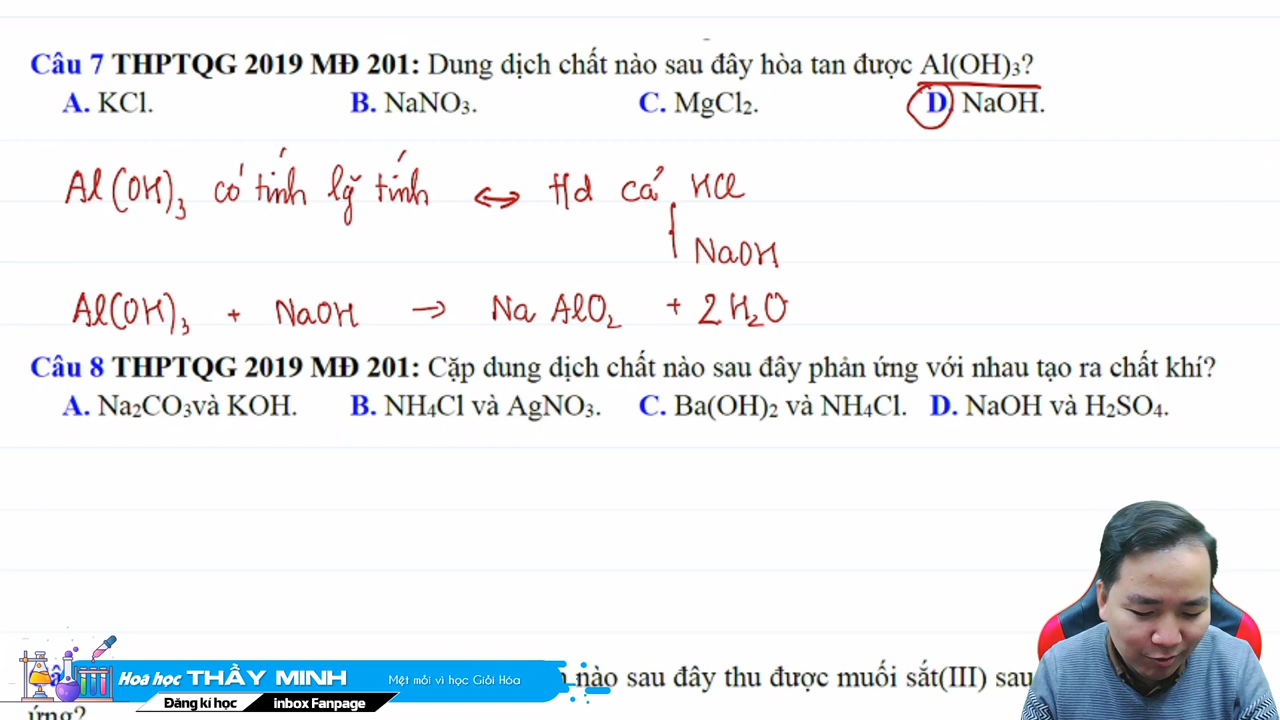 Câu 7 THPTQG 2019 MĐ 201: Dung dịch chất nào sau đây hòa tan được Al(OH)₃?
A. KCl. B. NaNO₃. C. MgCl₂. D. NaOH.
Al(OH)₃ có tính lg tính ↔ Hd cả HCl
NaOH
Al(OH)₃ + NaOH → NaAlO₂ + 2H₂O
Câu 8 THPTQG 2019 MĐ 201: Cặp dung dịch chất nào sau đây phản ứng với nhau tạo ra chất khí?
A. Na₂CO₃và KOH. B. NH₄Cl và AgNO₃. C. Ba(OH)₂ và NH₄Cl. D. NaOH và H₂SO₄.
nào sau đây thu được muối sắt(III) sau
ứng?
Hoá học THẦY MINH Mệt mỏi vì học Giỏi Hóa
Đăng kí học inbox Fanpage